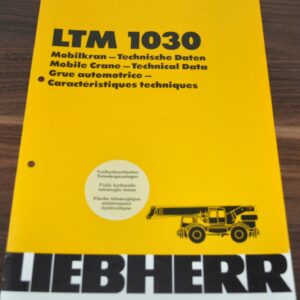 LTM 1030
Mobilkran – Technische Daten
Mobile Crane – Technical Data
Grue automotrice –
Caractéristiques techniques
Vollhydraulischer
Teleskopausleger
Fully hydraulic
telescopic boom
Flèche télescopique
entièrement
hydraulique
LIEBHERR